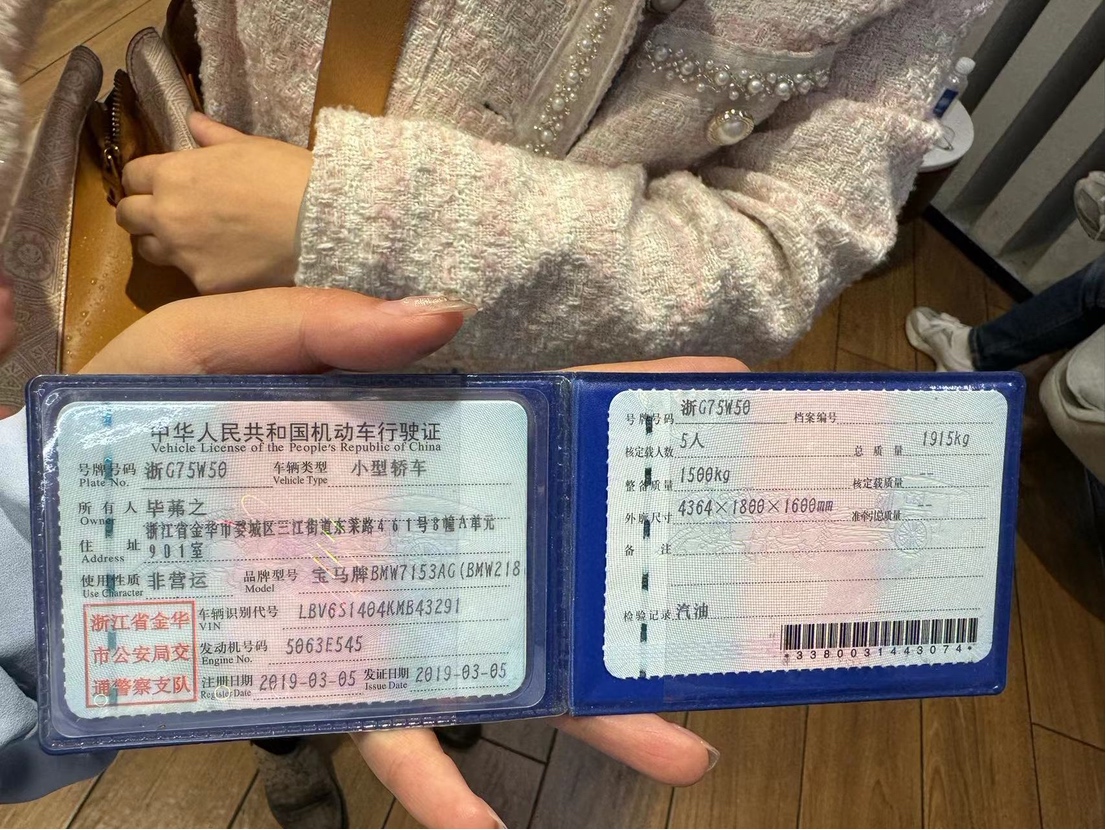 中华人民共和国机动车行驶证
Vehicle License of the People's Republic of China
号牌号码 浙G75W50 车辆类型 小型轿车
Plate No. Vehicle Type
所有人 毕茀之
Owner
住址 浙江省金华市婺城区三江街道东莱路461号8幢A单元
Address 901室
使用性质 非营运 品牌型号 宝马牌BMW7153AG(BMW218
Use Character Model
浙江省金华
市公安局交
通警察支队
车辆识别代号 LBV6S1404KMB43291
VIN
发动机号码 5063E545
Engine No.
注册日期 2019-03-05 发证日期 2019-03-05
Register Date Issue Date
号牌号码 浙G75W50 档案编号
核定载人数 5人 总质量 1915kg
整备质量 1500kg 核定载质量 --
外廓尺寸 4364×1800×1600mm 准牵引总质量 --
备注
检验记录 汽油
*3380031443074*